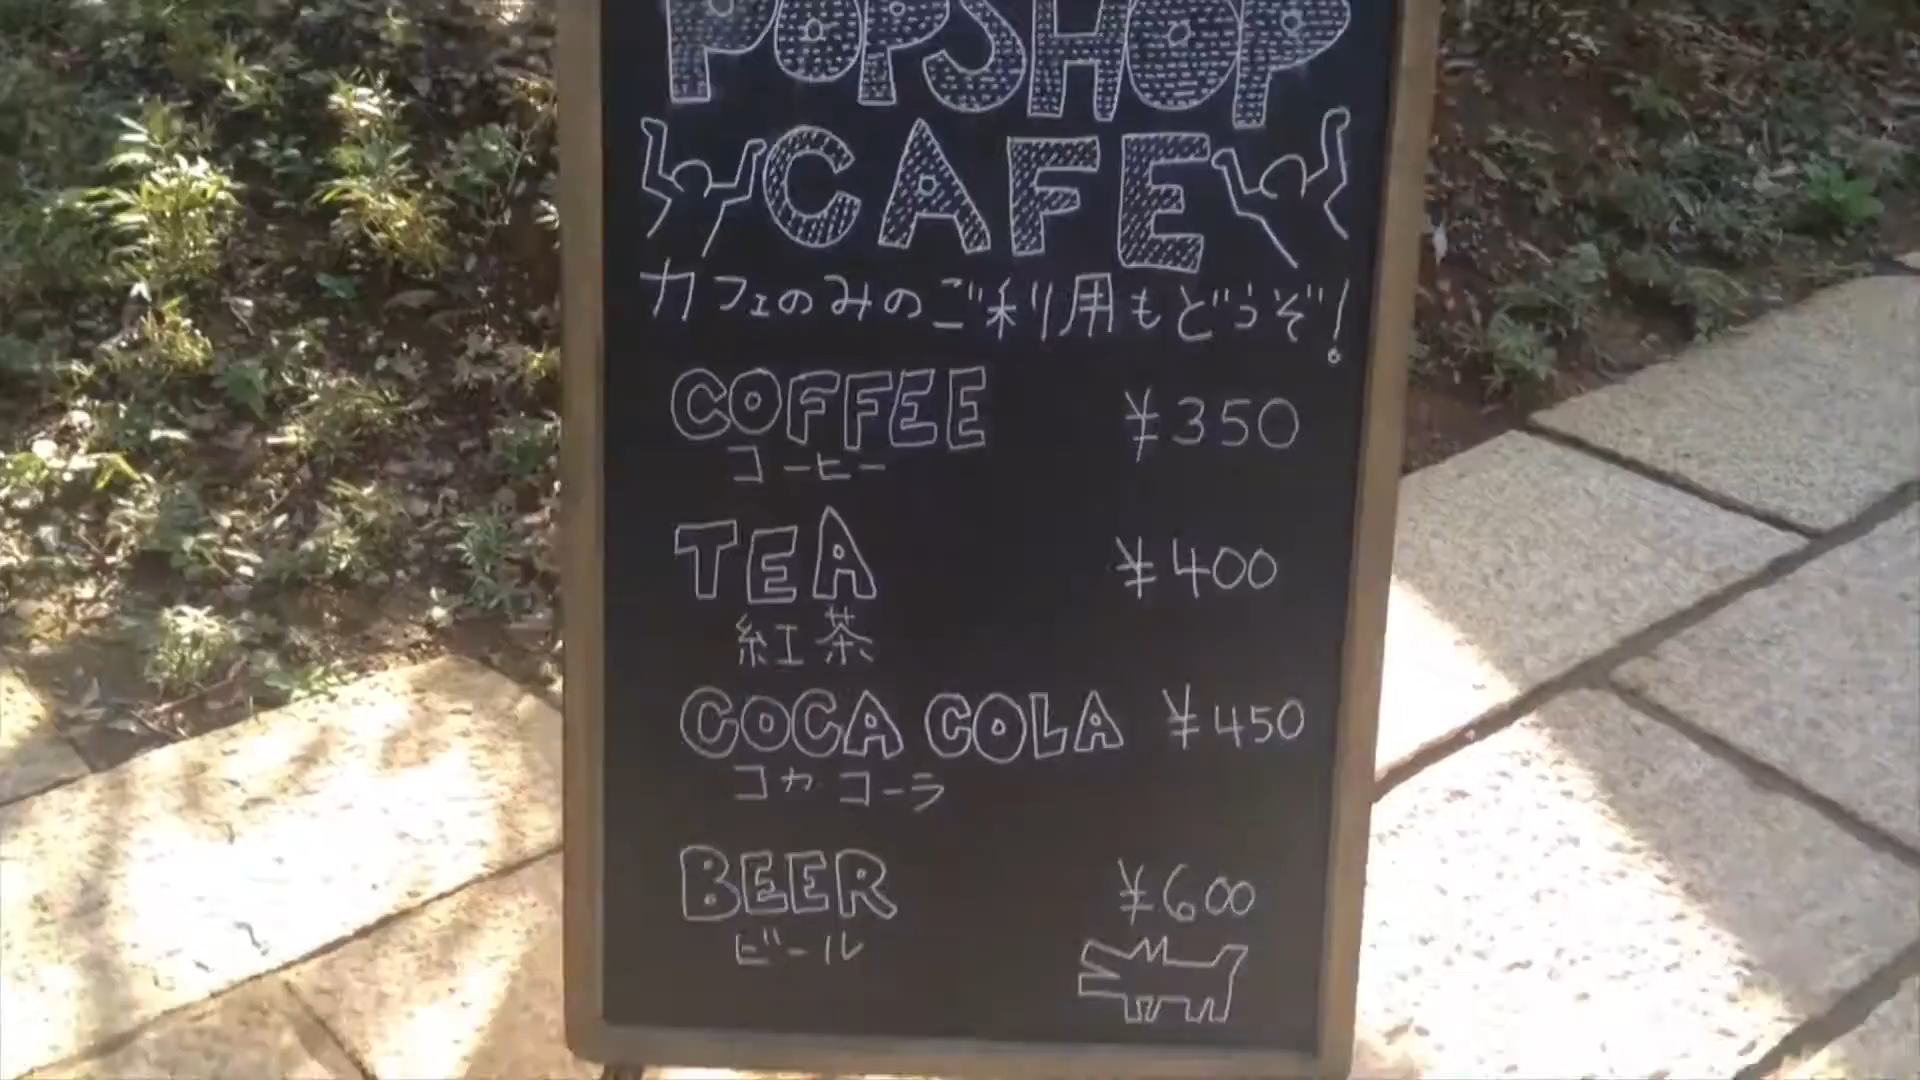 POPSHOP
CAFE
カフェのみのご利用もどうぞ!
COFFEE ¥350
コーヒー
TEA ¥400
紅茶
COCA COLA ¥450
コカコーラ
BEER ¥600
ビール